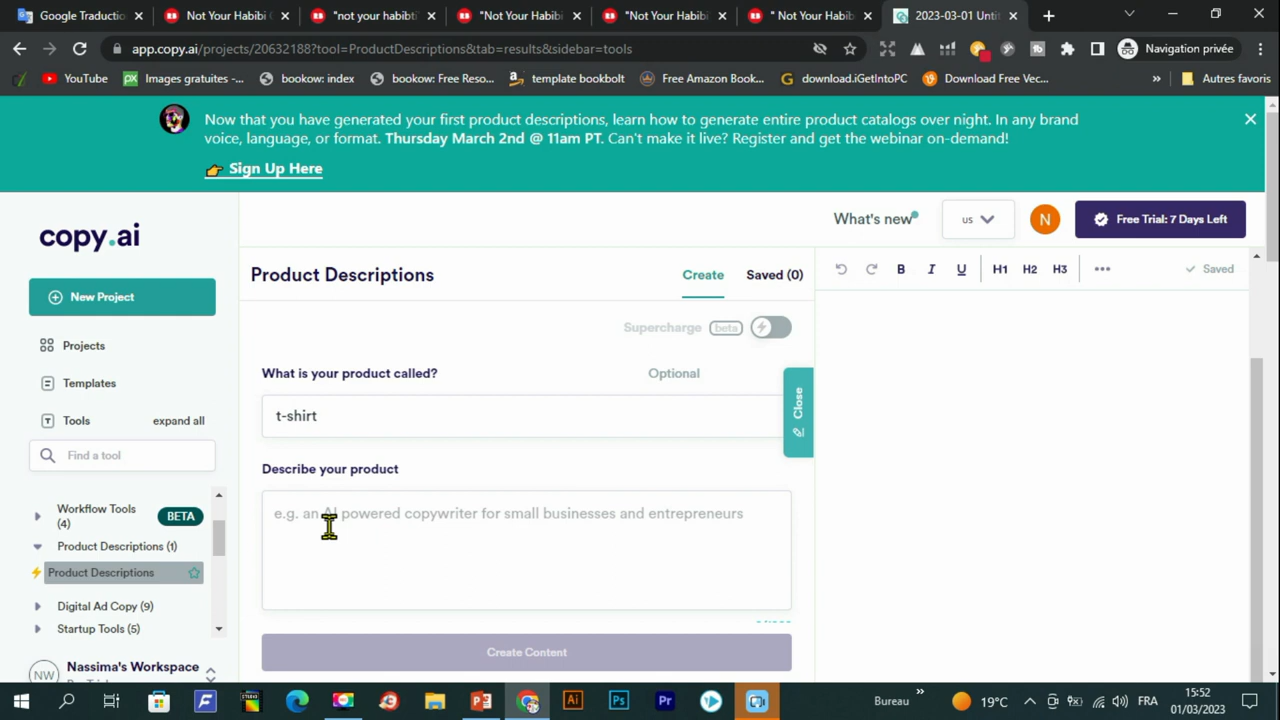 Google Traductio
Not Your Habibi
"not your habibti
"Not Your Habibi
"Not Your Habibi
" Not Your Habibi
2023-03-01 Untit
app.copy.ai/projects/20632188?tool=ProductDescriptions&tab=results&sidebar=tools
Navigation privée
YouTube
Images gratuites -...
bookow: index
bookow: Free Reso...
template bookbolt
Free Amazon Book...
download.iGetIntoPC
Download Free Vec...
»
Autres favoris
Now that you have generated your first product descriptions, learn how to generate entire product catalogs over night. In any brand
voice, language, or format. Thursday March 2nd @ 11am PT. Can't make it live? Register and get the webinar on-demand!
Sign Up Here
copy.ai
What's new
us
N
Free Trial: 7 Days Left
New Project
Product Descriptions
Create
Saved (0)
B
I
U
H1
H2
H3
Saved
Supercharge
beta
Projects
Templates
Tools
expand all
Find a tool
What is your product called?
Optional
t-shirt
Close
Describe your product
e.g. an AI powered copywriter for small businesses and entrepreneurs
Workflow Tools
(4)
BETA
Product Descriptions (1)
Product Descriptions
Digital Ad Copy (9)
Startup Tools (5)
Create Content
NW
Nassima's Workspace
Ai
Ps
Pr
Bureau
»
19°C
FRA
15:52
01/03/2023